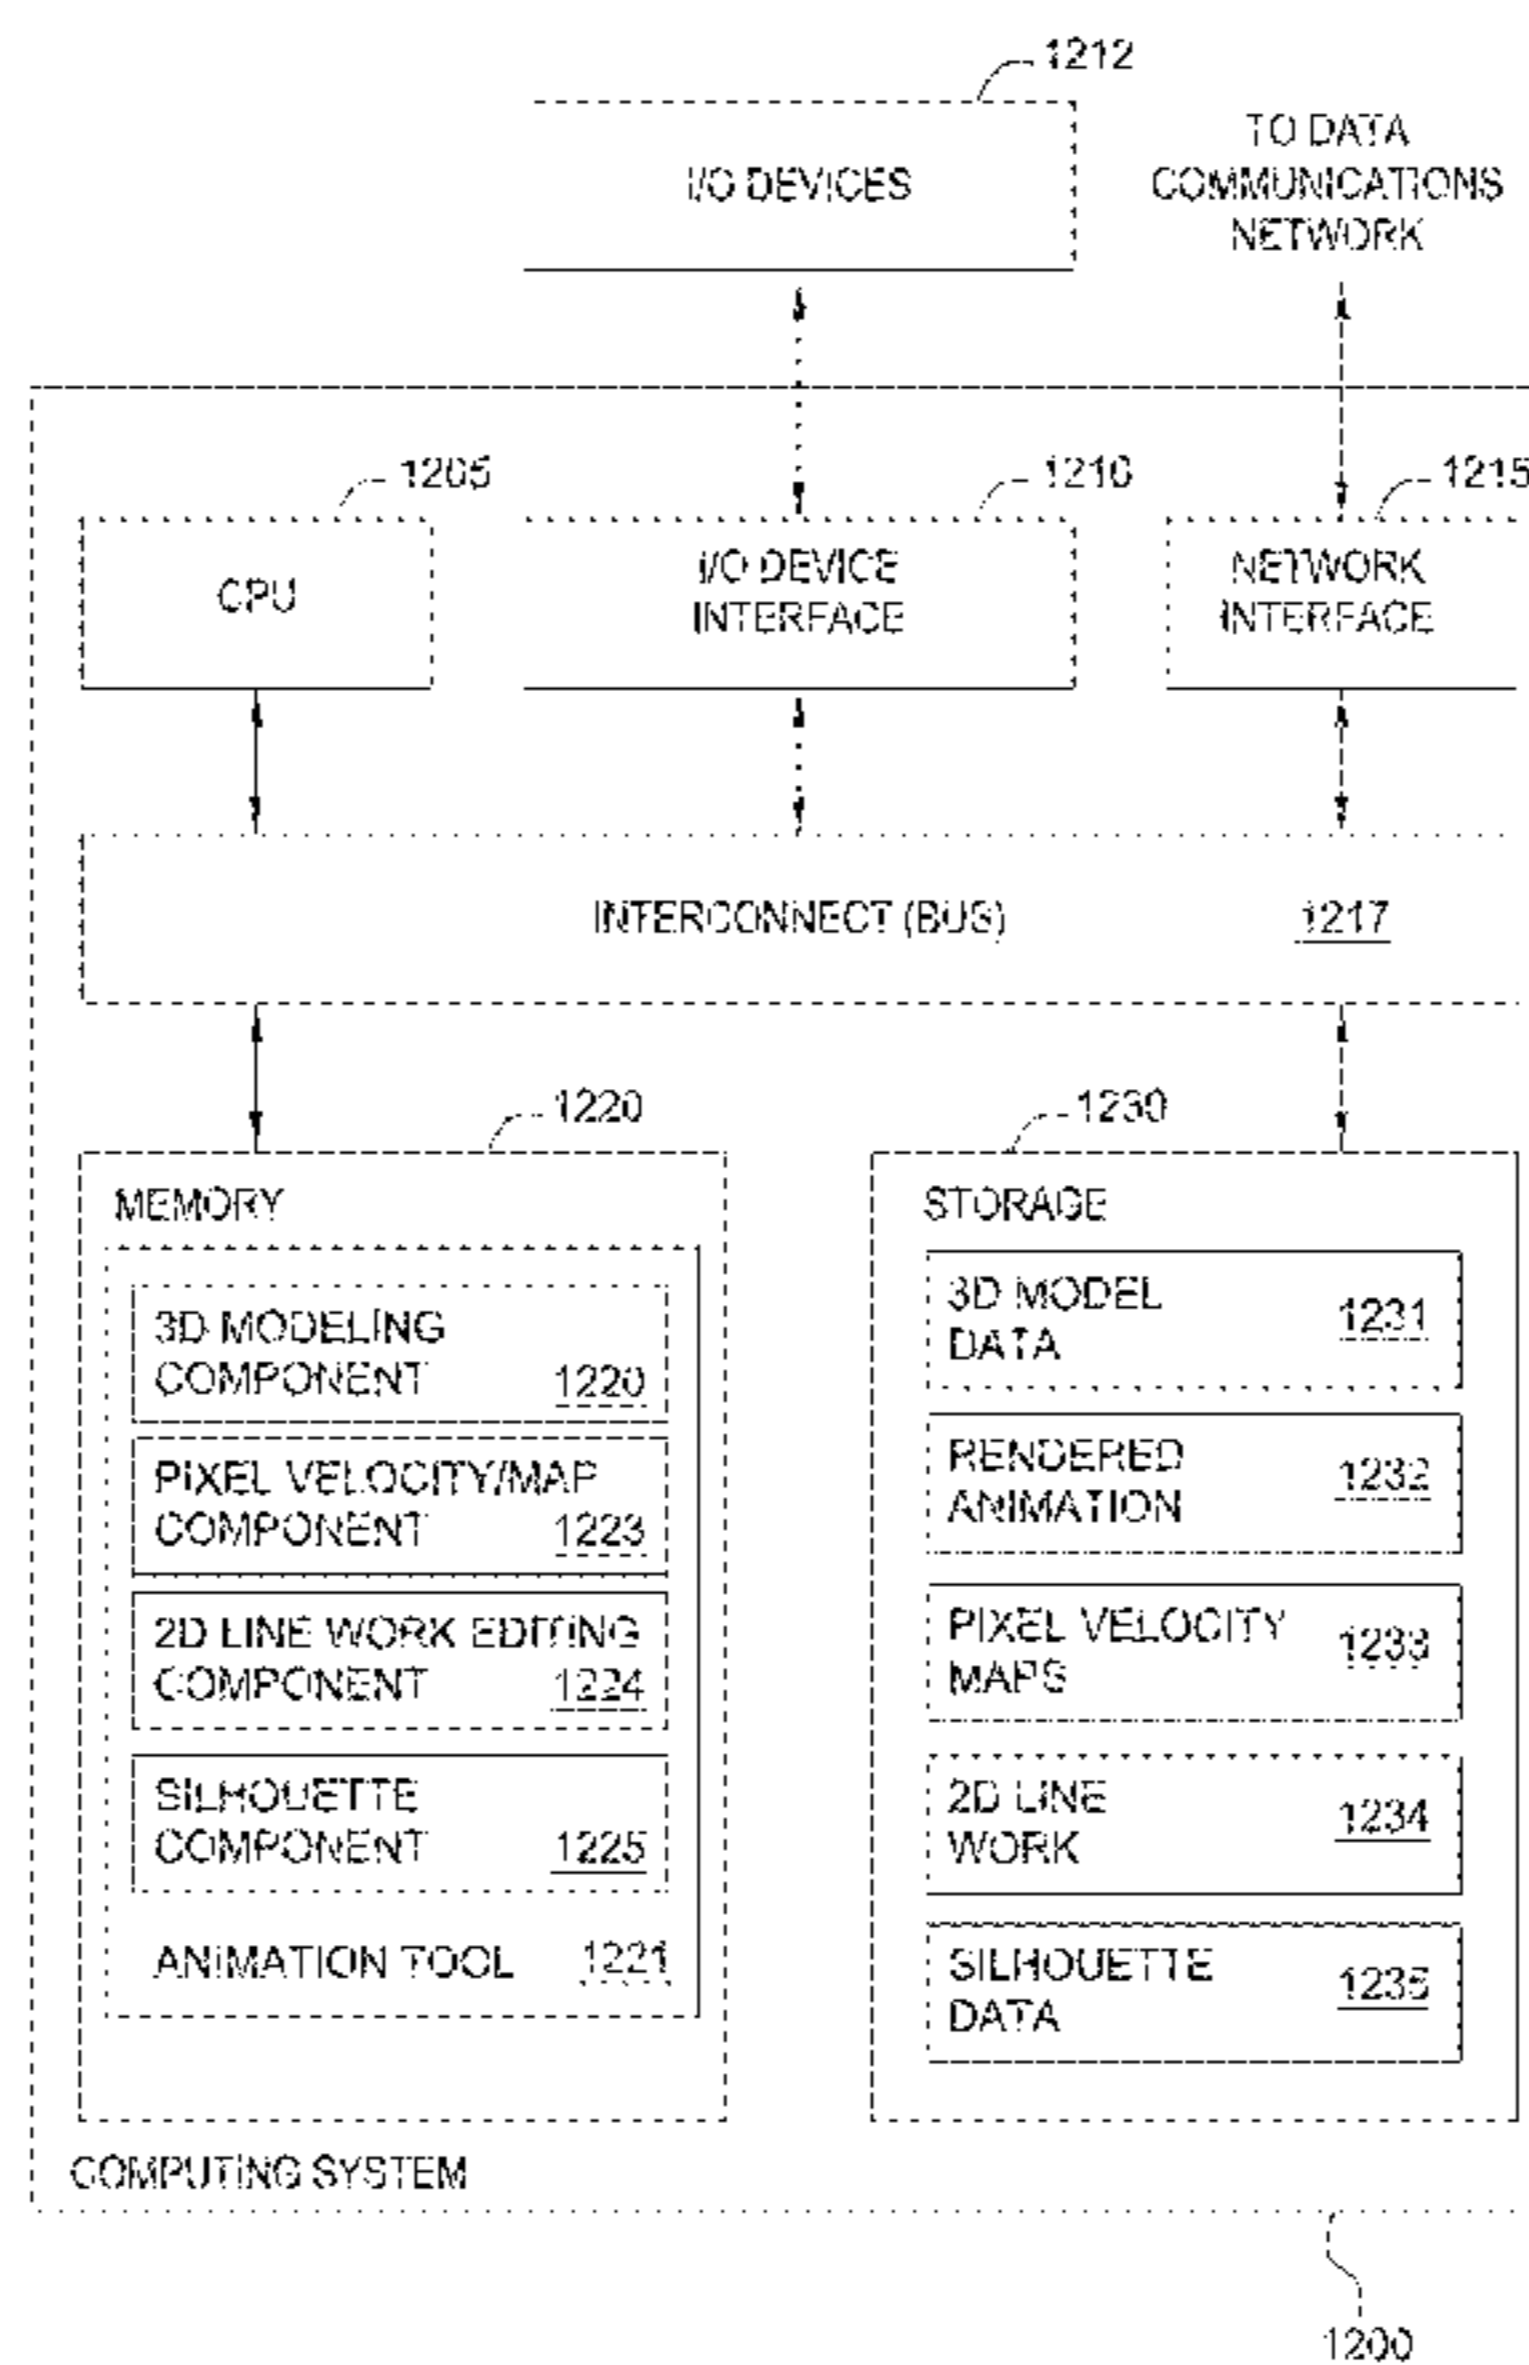 1212
I/O DEVICES
TO DATA
COMMUNICATIONS
NETWORK
1205
1210
1215
CPU
I/O DEVICE
INTERFACE
NETWORK
INTERFACE
INTERCONNECT (BUS)
1217
1220
1230
MEMORY
3D MODELING
COMPONENT 1220
PIXEL VELOCITY/MAP
COMPONENT 1223
2D LINE WORK EDITING
COMPONENT 1224
SILHOUETTE
COMPONENT 1225
ANIMATION TOOL 1221
STORAGE
3D MODEL
DATA
1231
RENDERED
ANIMATION
1232
PIXEL VELOCITY
MAPS
1233
2D LINE
WORK
1234
SILHOUETTE
DATA
1235
COMPUTING SYSTEM
1200